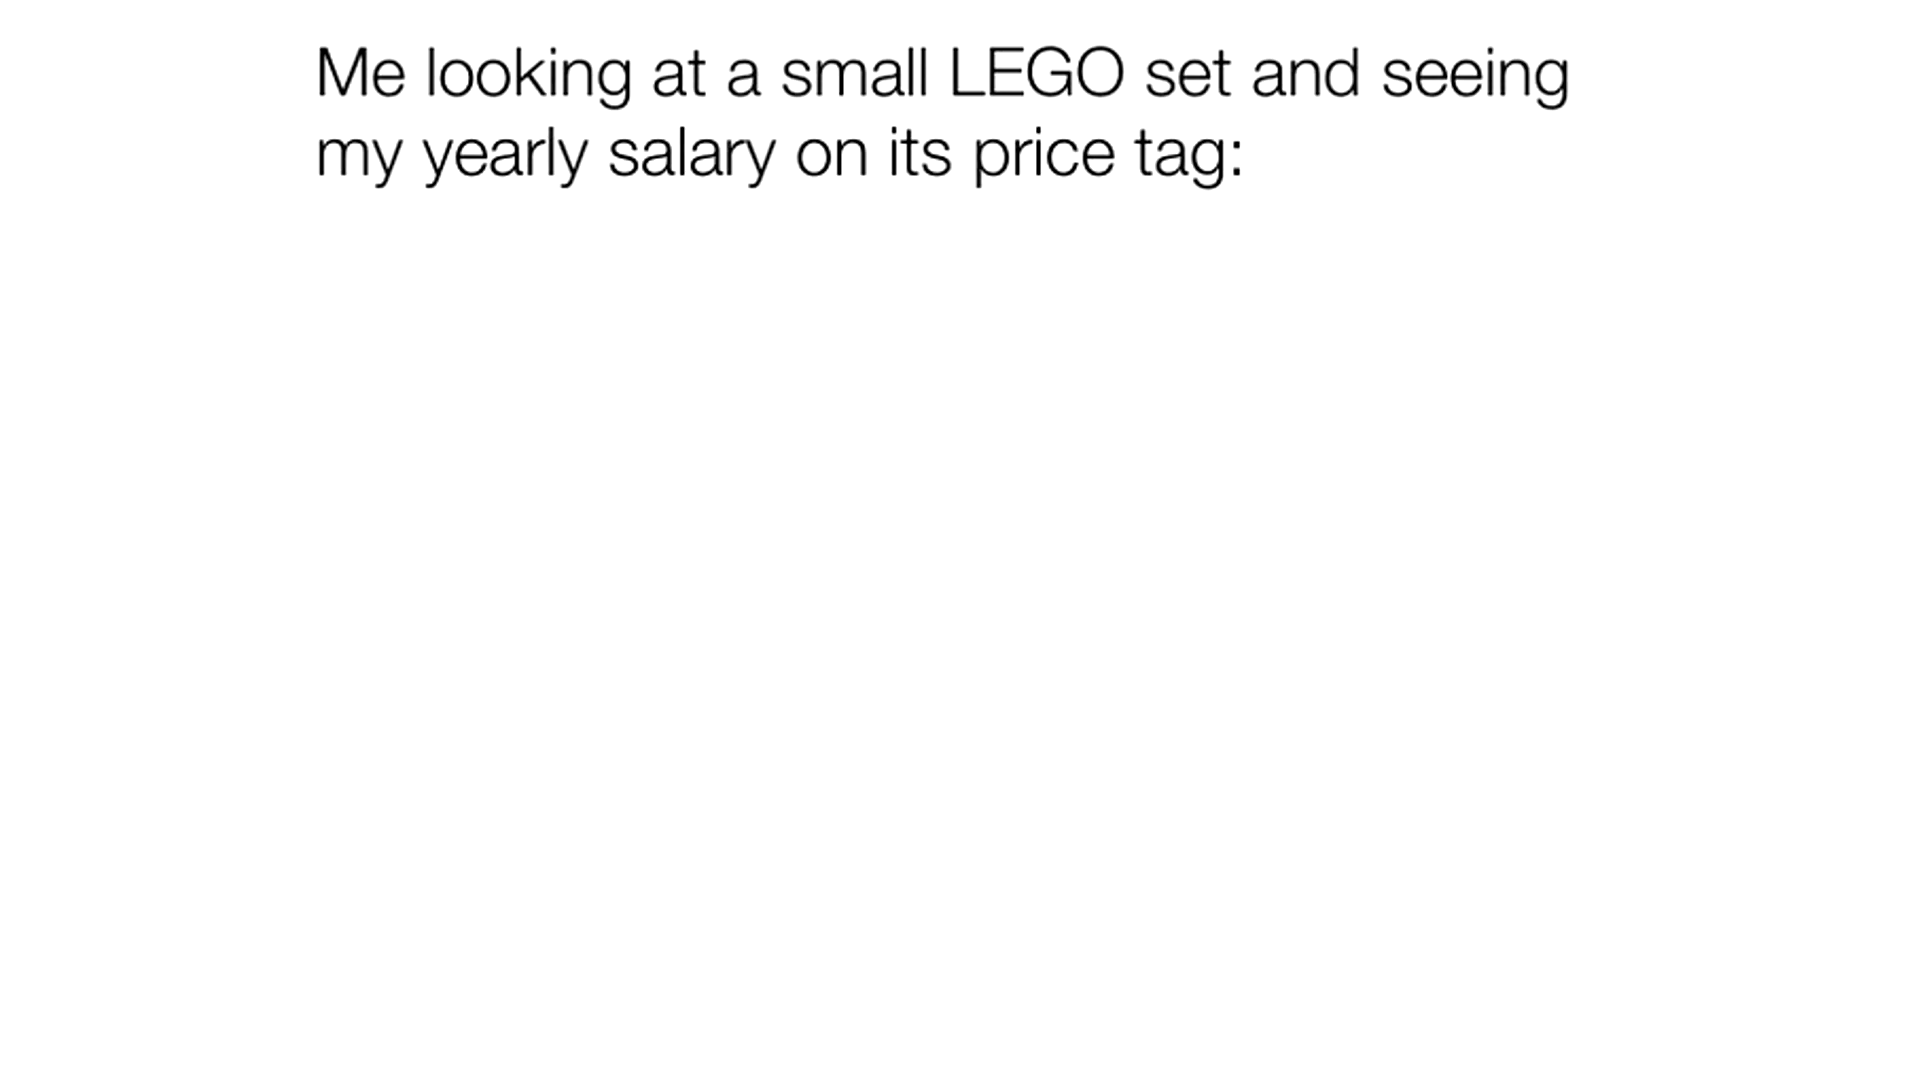 Me looking at a small LEGO set and seeing
my yearly salary on its price tag: